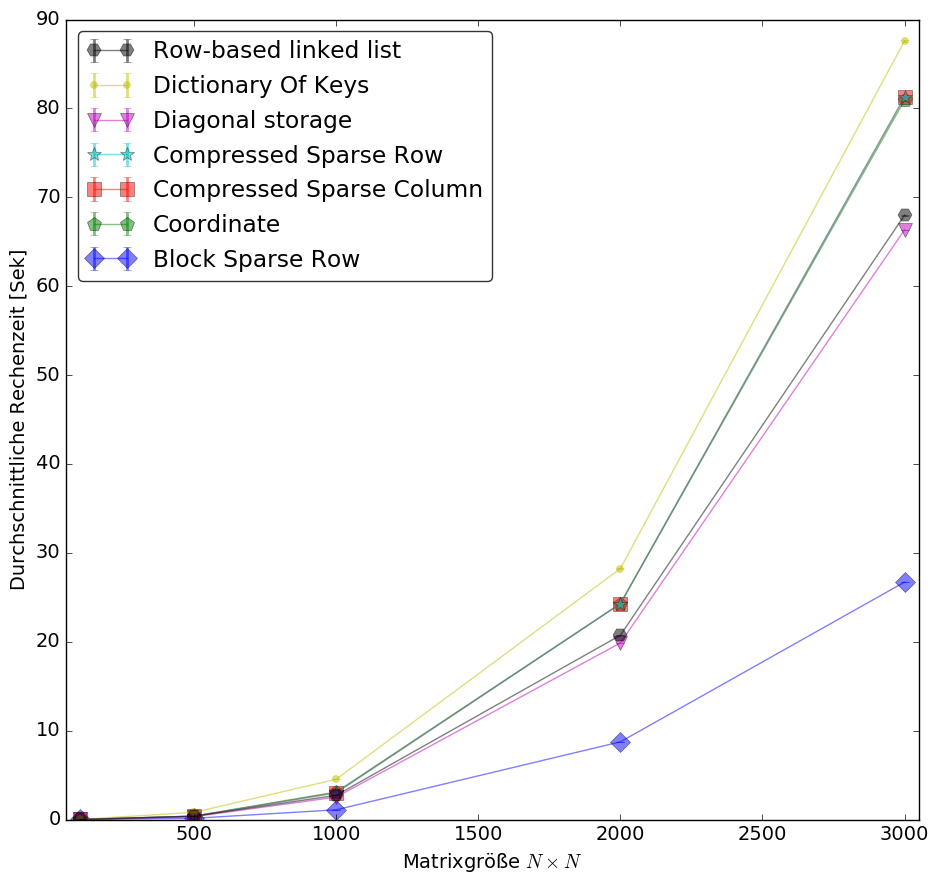 90
80
70
60
50
40
30
20
10
0
Durchschnittliche Rechenzeit [Sek]
Row-based linked list
Dictionary Of Keys
Diagonal storage
Compressed Sparse Row
Compressed Sparse Column
Coordinate
Block Sparse Row
500 1000 1500 2000 2500 3000
Matrixgröße N × N